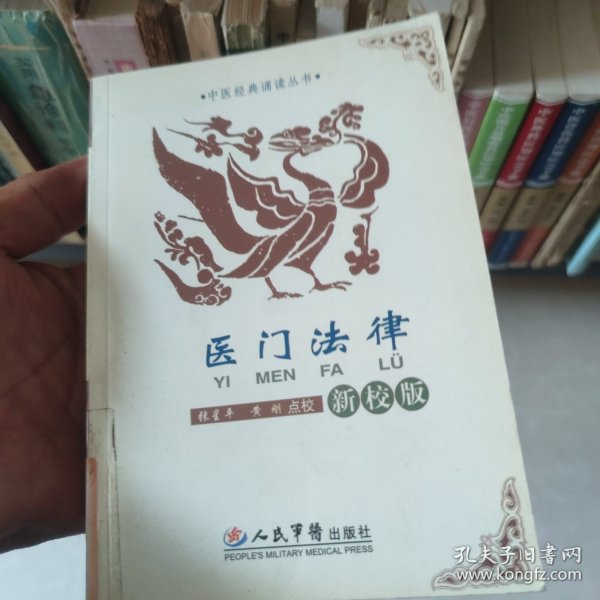 •中医经典诵读丛书•
医门法律
YI MEN FA LÜ
张星平 黄刚 点校 新校版
人民军医出版社
PEOPLE'S MILITARY MEDICAL PRESS
孔夫子旧书网
www.kongfz.com